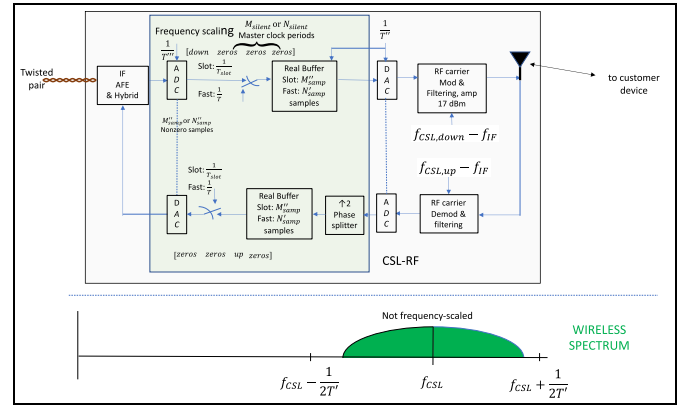 Frequency scaling
M_silent or N_silent
Master clock periods
[down zeros zeros zeros]
1/T'''
1/T''
Twisted
pair
IF
AFE
& Hybrid
A
D
C
Slot: 1/T_slot
Fast: 1/T
Real Buffer
Slot: M''_samp
Fast: N'_samp
samples
D
A
C
RF carrier
Mod &
Filtering, amp
17 dBm
to customer
device
M''_samp or N''_samp
Nonzero samples
f_CSL,down − f_IF
f_CSL,up − f_IF
Slot: 1/T_slot
Fast: 1/T
D
A
C
Real Buffer
Slot: M''_samp
Fast: N'_samp
samples
↑2
Phase
splitter
A
D
C
RF carrier
Demod &
filtering
[zeros zeros up zeros]
CSL-RF
Not frequency-scaled
WIRELESS
SPECTRUM
f_CSL − 1/2T'
f_CSL
f_CSL + 1/2T'